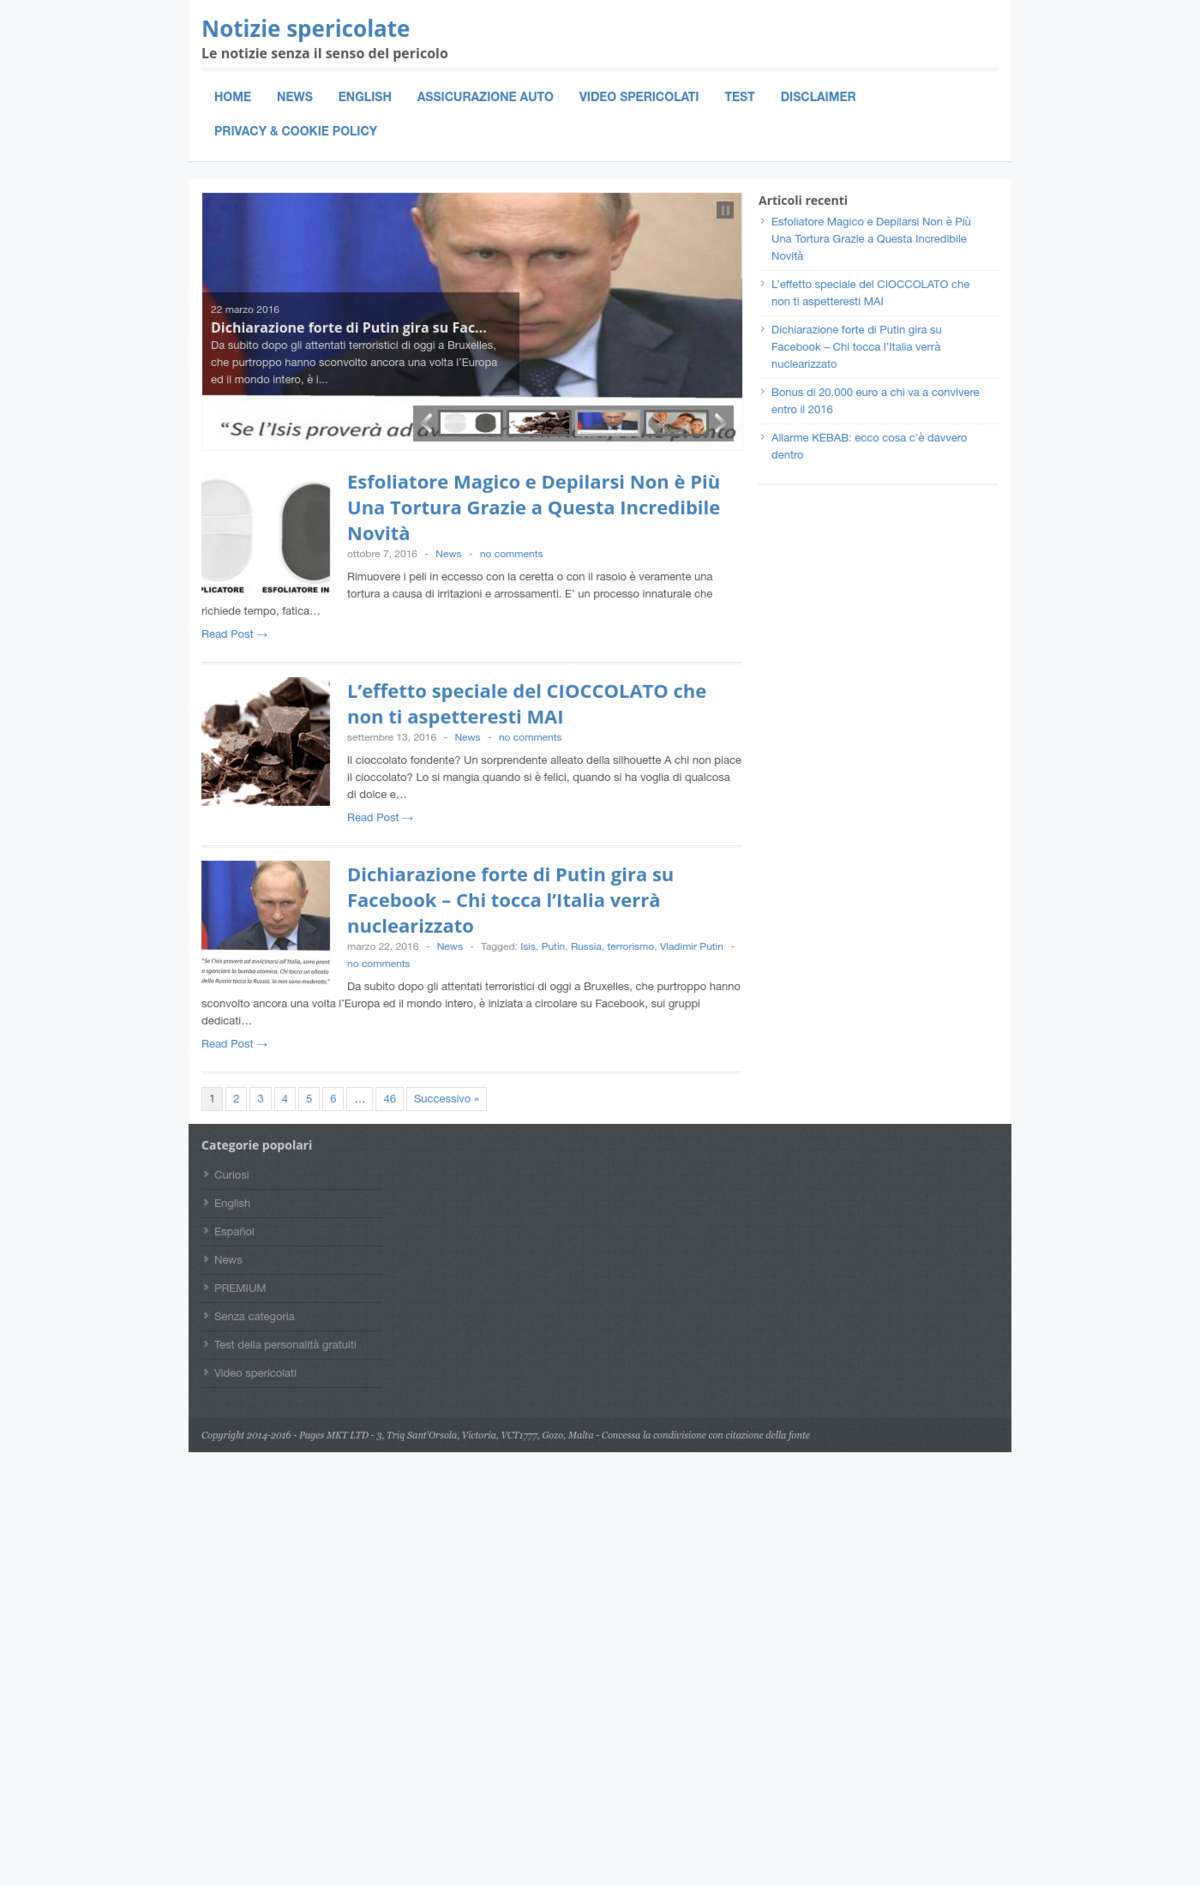 Notizie spericolate
Le notizie senza il senso del pericolo
HOME NEWS ENGLISH ASSICURAZIONE AUTO VIDEO SPERICOLATI TEST DISCLAIMER
PRIVACY & COOKIE POLICY
22 marzo 2016
Dichiarazione forte di Putin gira su Fac...
Da subito dopo gli attentati terroristici di oggi a Bruxelles,
che purtroppo hanno sconvolto ancora una volta l'Europa
ed il mondo intero, è i...
“Se l’Isis proverà ad
PLICATORE ESFOLIATORE IN
Esfoliatore Magico e Depilarsi Non è Più
Una Tortura Grazie a Questa Incredibile
Novità
ottobre 7, 2016 - News - no comments
Rimuovere i peli in eccesso con la ceretta o con il rasoio è veramente una
tortura a causa di irritazioni e arrossamenti. E’ un processo innaturale che
richiede tempo, fatica…
Read Post →
L’effetto speciale del CIOCCOLATO che
non ti aspetteresti MAI
settembre 13, 2016 - News - no comments
Il cioccolato fondente? Un sorprendente alleato della silhouette A chi non piace
il cioccolato? Lo si mangia quando si è felici, quando si ha voglia di qualcosa
di dolce e…
Read Post →
"Se l'Isis proverà ad avvicinarsi all'Italia, sono pront
o sganciare la bomba atomica. Chi tocca un alleato
della Russia tocca la Russia. Io non sono moderato."
Dichiarazione forte di Putin gira su
Facebook – Chi tocca l’Italia verrà
nuclearizzato
marzo 22, 2016 - News - Tagged: Isis, Putin, Russia, terrorismo, Vladimir Putin -
no comments
Da subito dopo gli attentati terroristici di oggi a Bruxelles, che purtroppo hanno
sconvolto ancora una volta l’Europa ed il mondo intero, è iniziata a circolare su Facebook, sui gruppi
dedicati…
Read Post →
1 2 3 4 5 6 … 46 Successivo »
Articoli recenti
Esfoliatore Magico e Depilarsi Non è Più
Una Tortura Grazie a Questa Incredibile
Novità
L’effetto speciale del CIOCCOLATO che
non ti aspetteresti MAI
Dichiarazione forte di Putin gira su
Facebook – Chi tocca l’Italia verrà
nuclearizzato
Bonus di 20.000 euro a chi va a convivere
entro il 2016
Allarme KEBAB: ecco cosa c’è davvero
dentro
Categorie popolari
Curiosi
English
Español
News
PREMIUM
Senza categoria
Test della personalità gratuiti
Video spericolati
Copyright 2014-2016 - Pages MKT LTD - 3, Triq Sant'Orsola, Victoria, VCT1777, Gozo, Malta - Concessa la condivisione con citazione della fonte